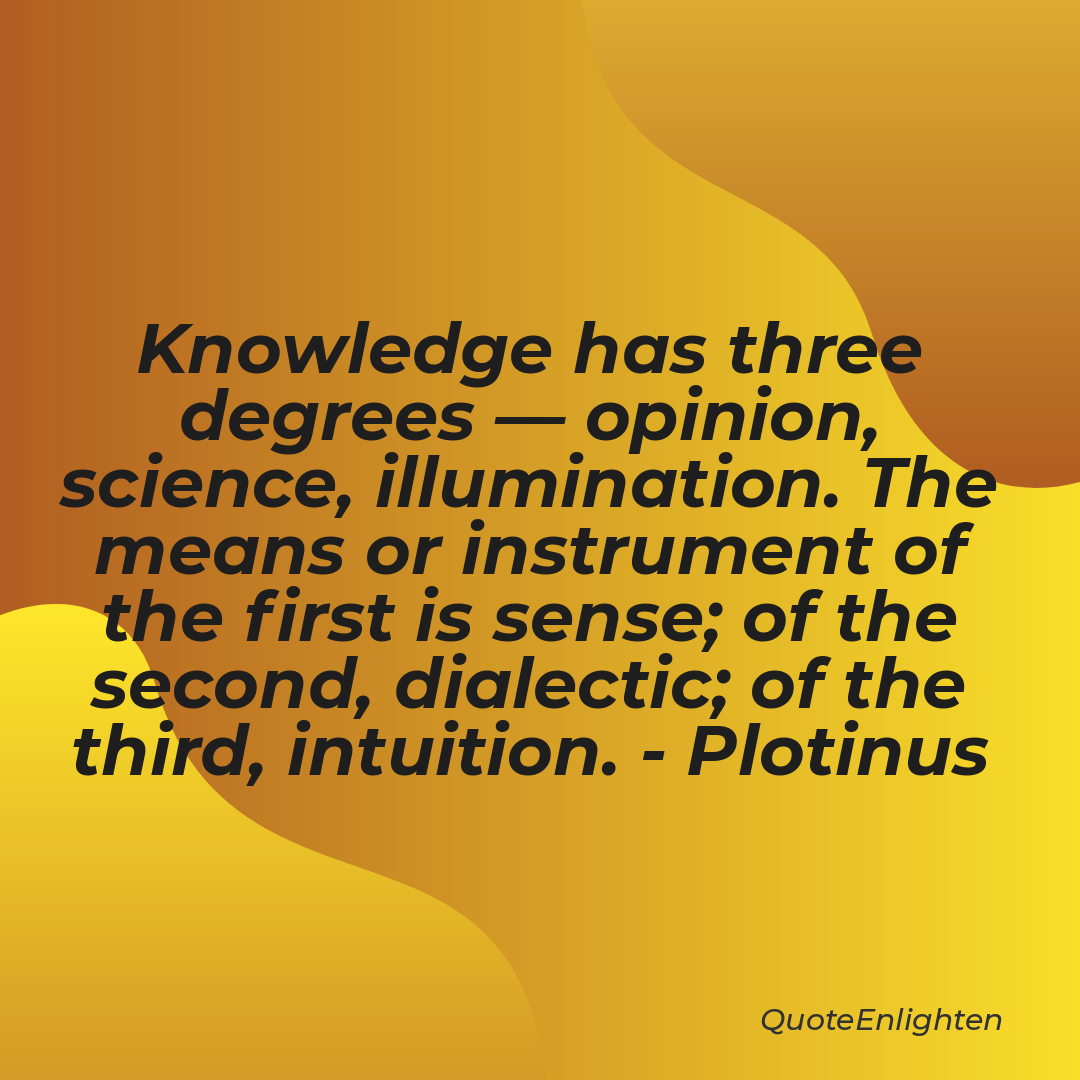 Knowledge has three
degrees — opinion,
science, illumination. The
means or instrument of
the first is sense; of the
second, dialectic; of the
third, intuition. - Plotinus
QuoteEnlighten